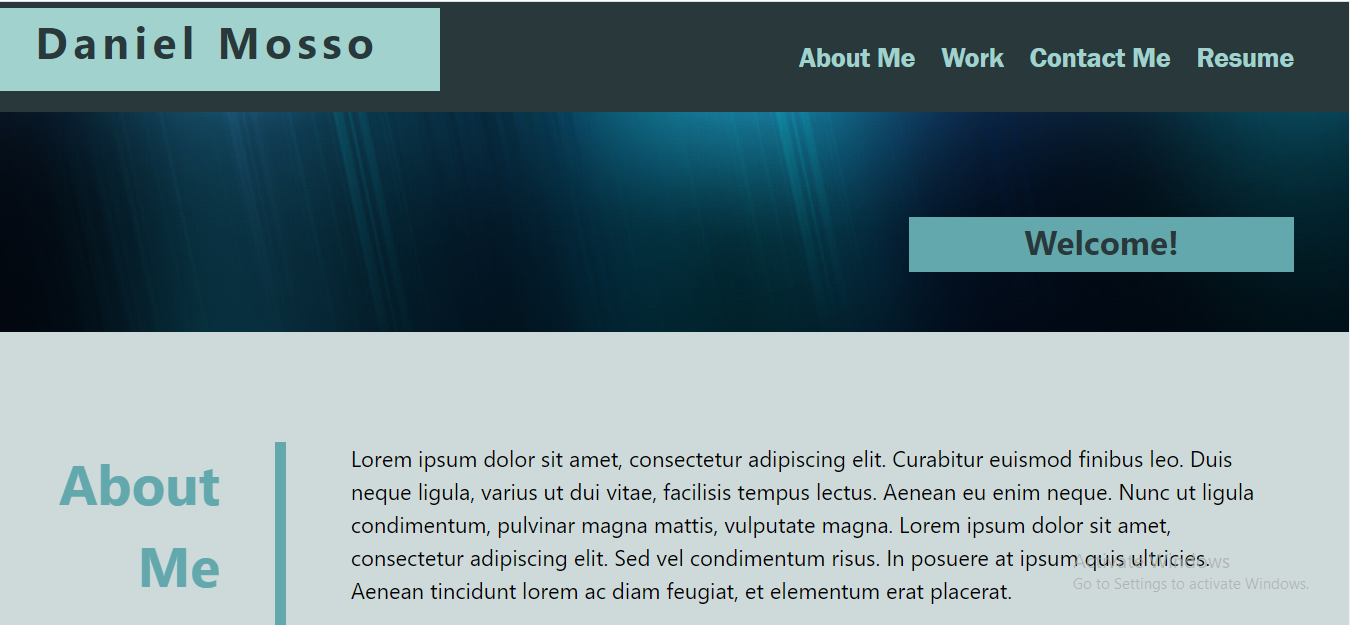 Daniel Mosso
About Me Work Contact Me Resume
Welcome!
About
Me
Lorem ipsum dolor sit amet, consectetur adipiscing elit. Curabitur euismod finibus leo. Duis
neque ligula, varius ut dui vitae, facilisis tempus lectus. Aenean eu enim neque. Nunc ut ligula
condimentum, pulvinar magna mattis, vulputate magna. Lorem ipsum dolor sit amet,
consectetur adipiscing elit. Sed vel condimentum risus. In posuere at ipsum quis ultricies.
Aenean tincidunt lorem ac diam feugiat, et elementum erat placerat.
Activate Windows
Go to Settings to activate Windows.